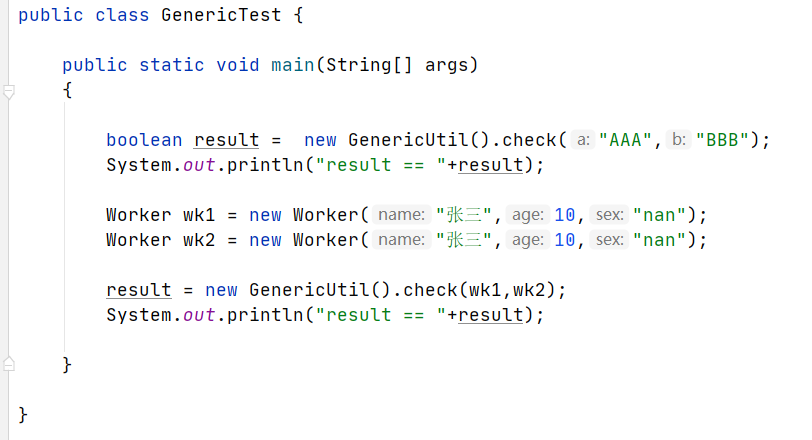 public class GenericTest {
public static void main(String[] args)
{
boolean result =  new GenericUtil().check( a: "AAA", b: "BBB");
System.out.println("result == "+result);
Worker wk1 = new Worker( name: "张三", age: 10, sex: "nan");
Worker wk2 = new Worker( name: "张三", age: 10, sex: "nan");
result = new GenericUtil().check(wk1,wk2);
System.out.println("result == "+result);
}
}